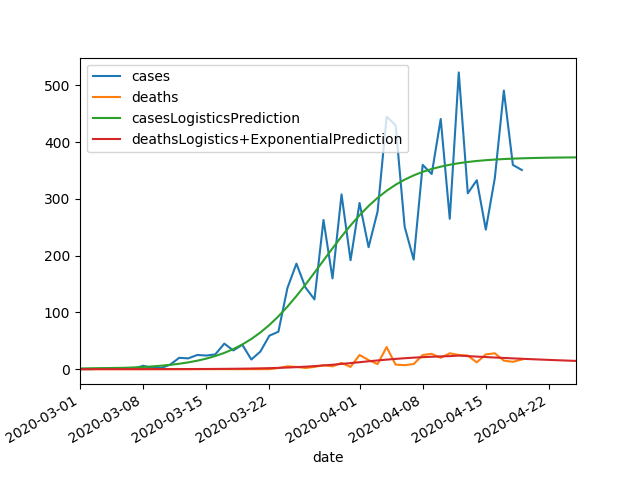 cases
deaths
casesLogisticsPrediction
deathsLogistics+ExponentialPrediction
500
400
300
200
100
0
2020-03-01
2020-03-08
2020-03-15
2020-03-22
2020-04-01
2020-04-08
2020-04-15
2020-04-22
date